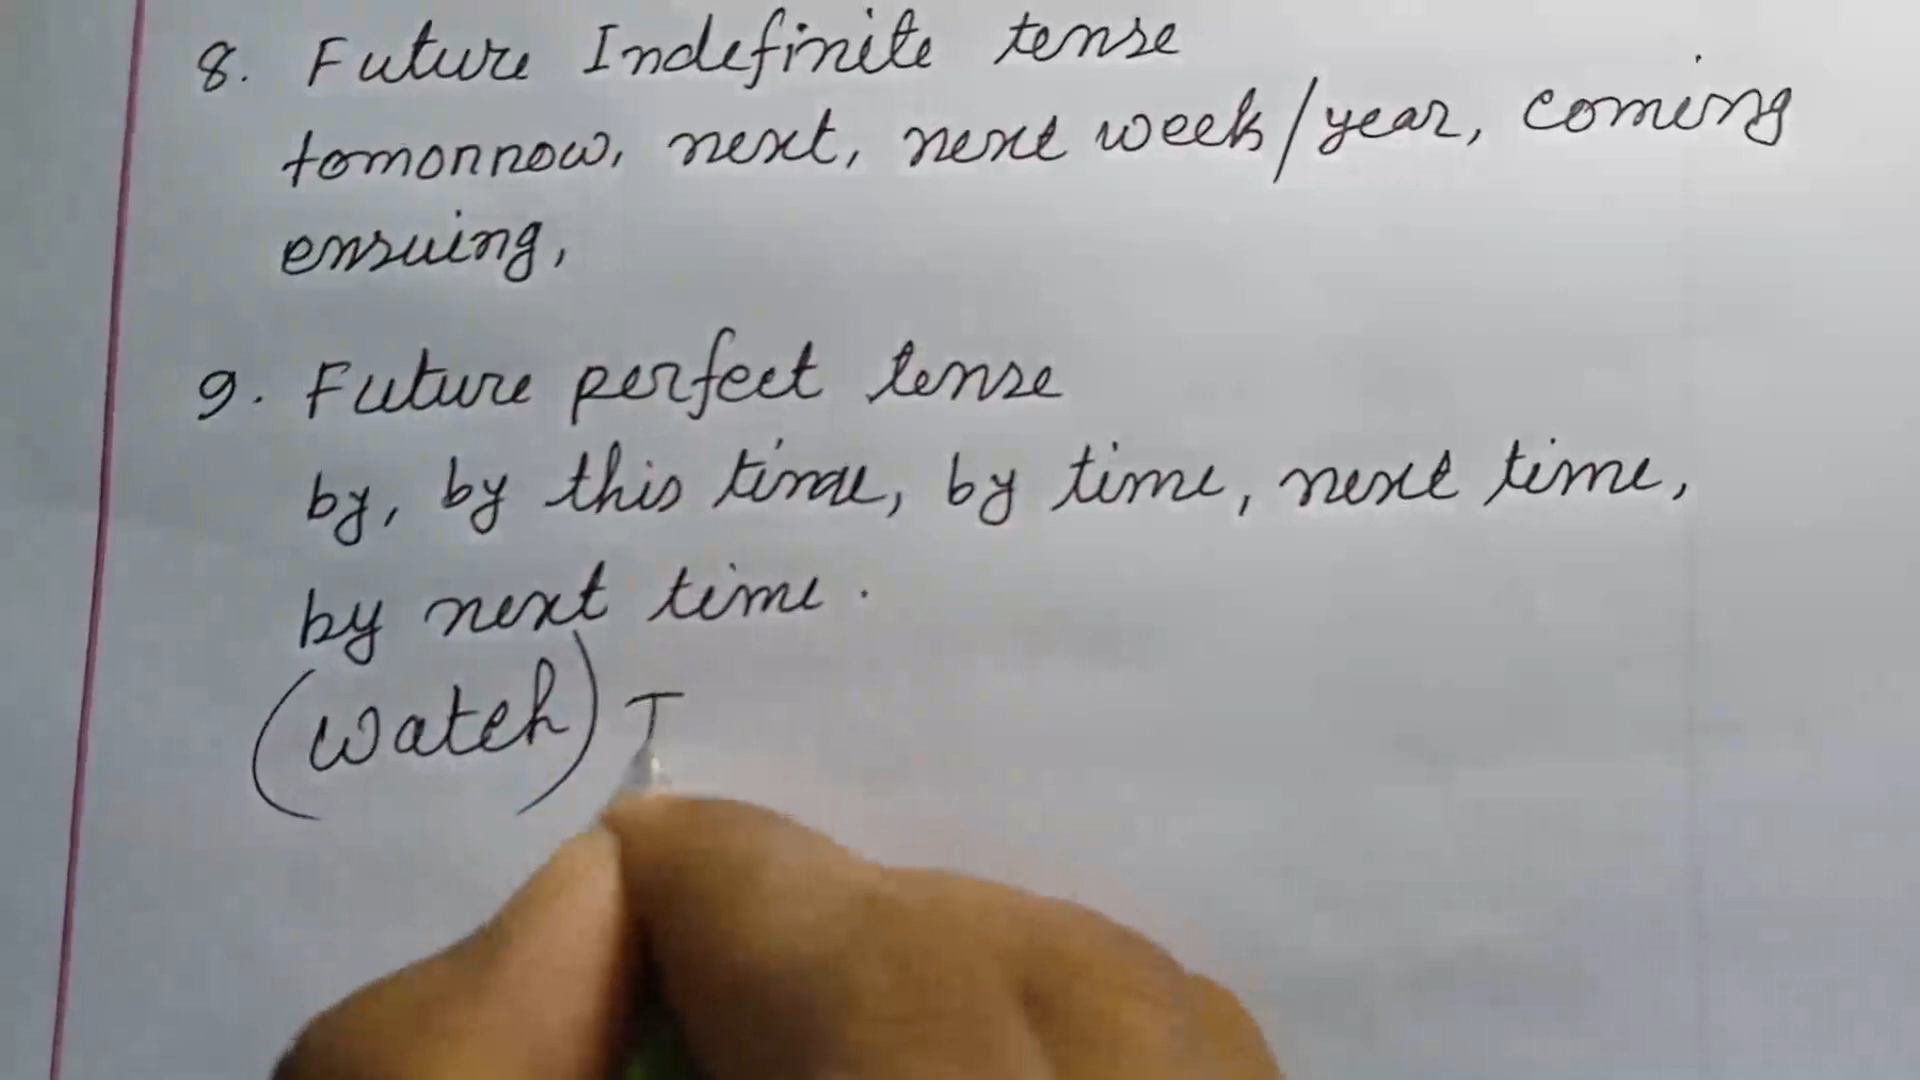 8. Future Indefinite tense
tomorrow, next, next week/year, coming
ensuing,
9. Future perfect tense
by, by this time, by time, next time,
by next time.
(Watch) T